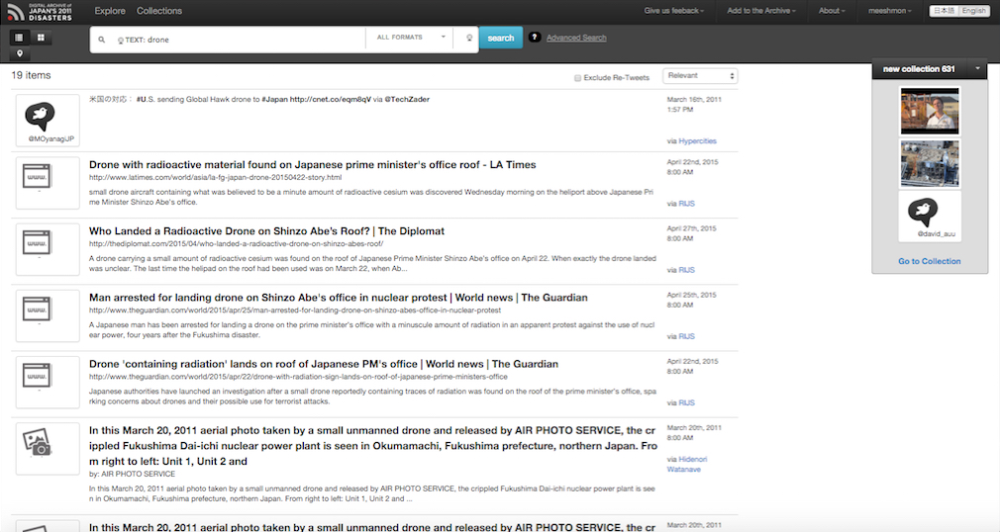 DIGITAL ARCHIVE of
JAPAN'S 2011
DISASTERS
Explore Collections
Give us feeback
Add to the Archive
About
meeshmon
日本語 English
TEXT: drone
ALL FORMATS
search
? Advanced Search
19 items
Exclude Re-Tweets
Relevant
new collection 631
@MOyanagiJP
米国の対応： #U.S. sending Global Hawk drone to #Japan http://cnet.co/eqm8qV via @TechZader
March 16th, 2011
1:57 PM
via Hypercities
www.
Drone with radioactive material found on Japanese prime minister's office roof - LA Times
http://www.latimes.com/world/asia/la-fg-japan-drone-20150422-story.html
small drone aircraft containing what was believed to be a minute amount of radioactive cesium was discovered Wednesday morning on the heliport above Japanese Pri
me Minister Shinzo Abe's office.
April 22nd, 2015
8:00 AM
via RIJS
www.
Who Landed a Radioactive Drone on Shinzo Abe's Roof? | The Diplomat
http://thediplomat.com/2015/04/who-landed-a-radioactive-drone-on-shinzo-abes-roof/
A drone carrying a small amount of radioactive cesium was found on the roof of Japanese Prime Minister Shinzo Abe's office on April 22. When exactly the drone landed
was unclear. The last time the helipad on the roof had been used was on March 22, when Ab...
April 27th, 2015
8:00 AM
via RIJS
www.
Man arrested for landing drone on Shinzo Abe's office in nuclear protest | World news | The Guardian
http://www.theguardian.com/world/2015/apr/25/man-arrested-for-landing-drone-on-shinzo-abes-office-in-nuclear-protest
A Japanese man has been arrested for landing a drone on the prime minister's office with a minuscule amount of radiation in an apparent protest against the use of nucl
ear power, four years after the Fukushima disaster.
April 25th, 2015
8:00 AM
via RIJS
www.
Drone 'containing radiation' lands on roof of Japanese PM's office | World news | The Guardian
http://www.theguardian.com/world/2015/apr/22/drone-with-radiation-sign-lands-on-roof-of-japanese-prime-ministers-office
Japanese authorities have launched an investigation after a small drone reportedly containing traces of radiation was found on the roof of the prime minister's office, spa
rking concerns about drones and their possible use for terrorist attacks.
April 22nd, 2015
8:00 AM
via RIJS
In this March 20, 2011 aerial photo taken by a small unmanned drone and released by AIR PHOTO SERVICE, the cr
ippled Fukushima Dai-ichi nuclear power plant is seen in Okumamachi, Fukushima prefecture, northern Japan. Fro
m right to left: Unit 1, Unit 2 and
by: AIR PHOTO SERVICE
In this March 20, 2011 aerial photo taken by a small unmanned drone and released by AIR PHOTO SERVICE, the crippled Fukushima Dai-ichi nuclear power plant is see
n in Okumamachi, Fukushima prefecture, northern Japan. From right to left: Unit 1, Unit 2 and ...
March 20th, 2011
8:00 AM
via Hidenori
Watanave
In this March 20, 2011 aerial photo taken by a small unmanned drone and released by AIR PHOTO SERVICE, the cr
March 20th, 2011
@david_auu
Go to Collection